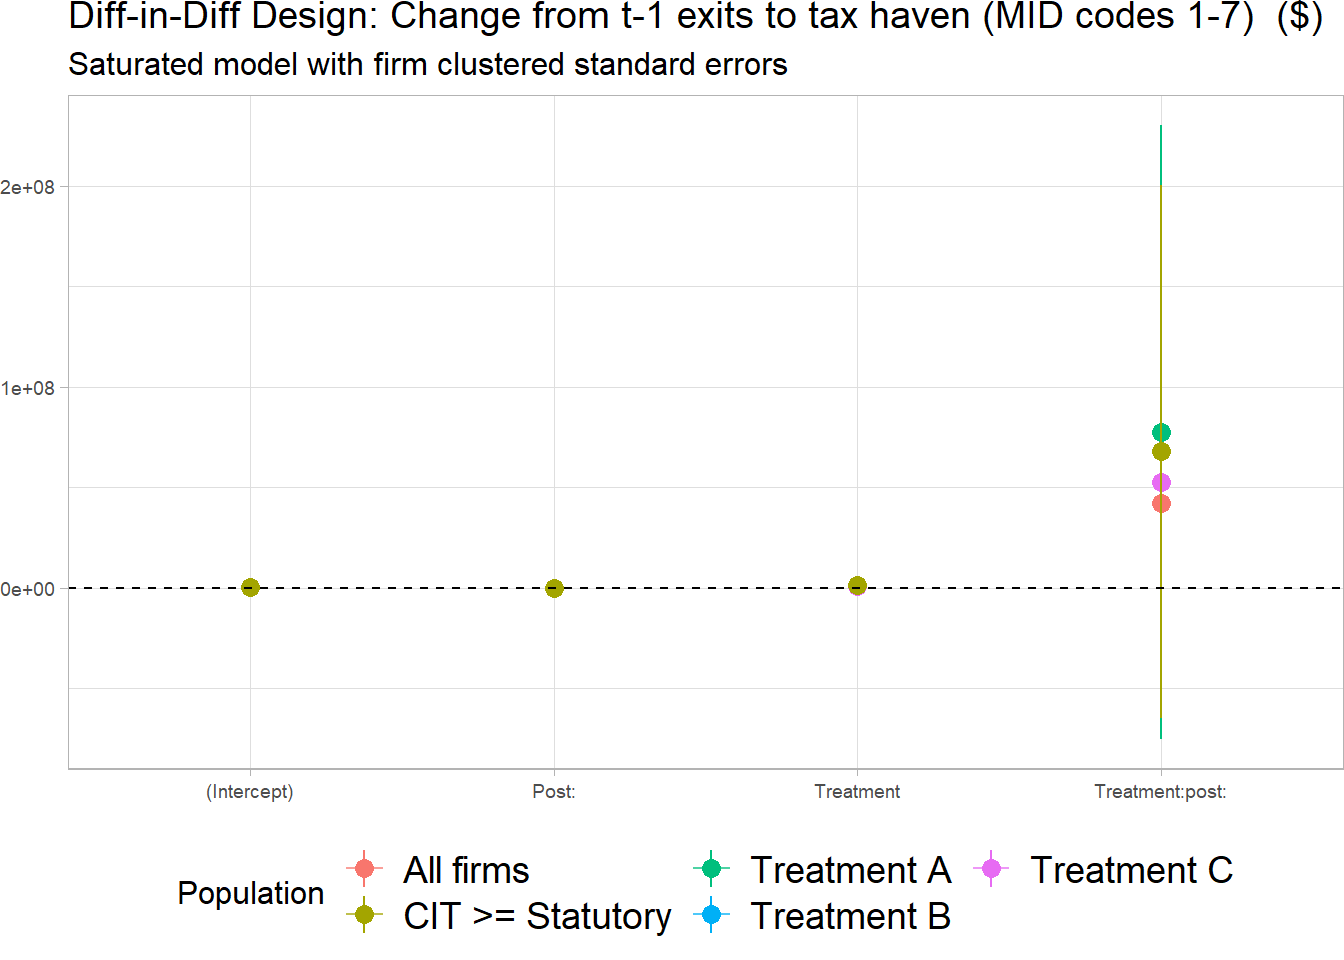 Diff-in-Diff Design: Change from t-1 exits to tax haven (MID codes 1-7)  ($)
Saturated model with firm clustered standard errors
2e+08
1e+08
0e+00
(Intercept)
Post:
Treatment
Treatment:post:
Population
All firms
CIT >= Statutory
Treatment A
Treatment B
Treatment C